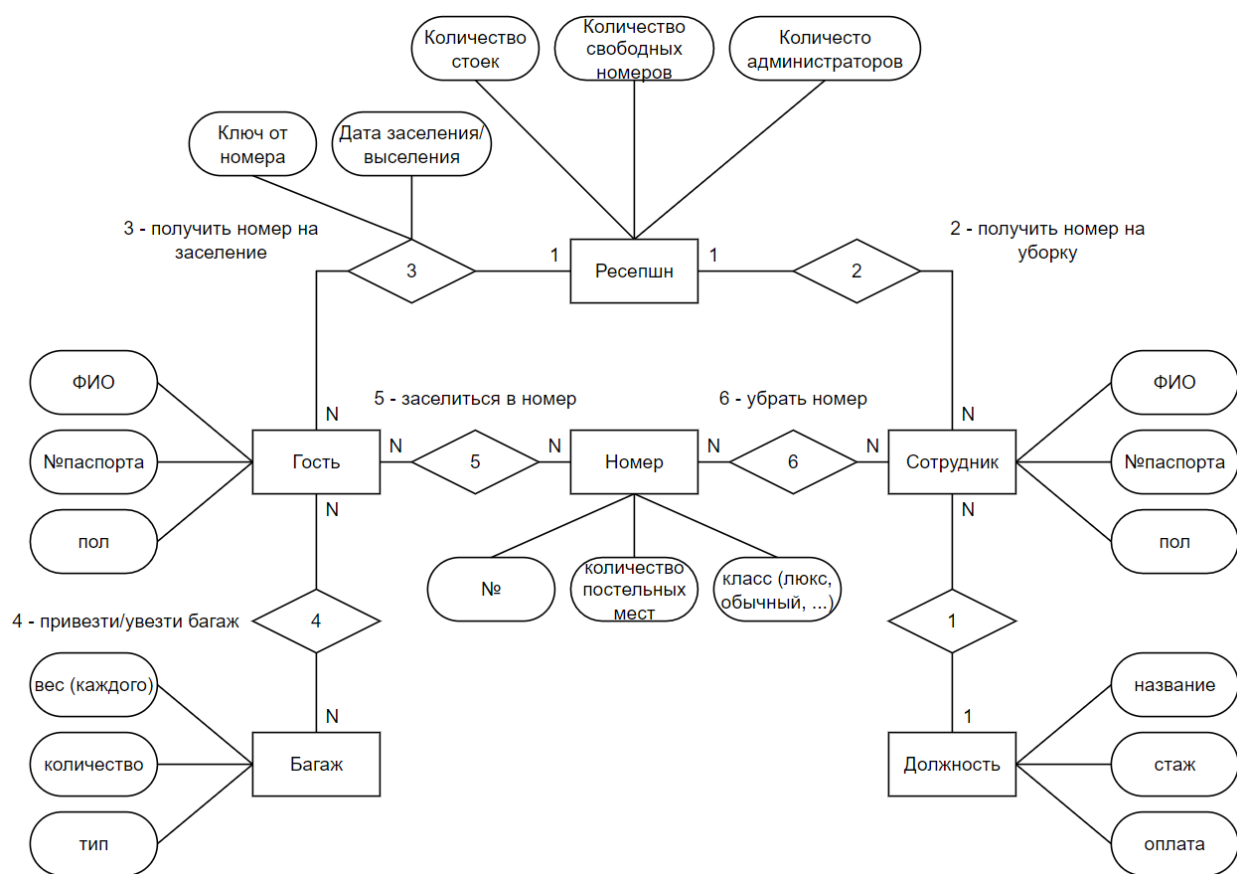 Количество
стоек
Количество
свободных
номеров
Количесто
администраторов
Ключ от
номера
Дата заселения/
выселения
3 - получить номер на
заселение
2 - получить номер на
уборку
3
1
Ресепшн
1
2
ФИО
№паспорта
пол
N
5 - заселиться в номер
6 - убрать номер
N
ФИО
№паспорта
пол
Гость
N
5
N
Номер
N
6
N
Сотрудник
N
N
№
количество
постельных
мест
класс (люкс,
обычный, ...)
4 - привезти/увезти багаж
4
1
вес (каждого)
количество
тип
N
Багаж
1
Должность
название
стаж
оплата